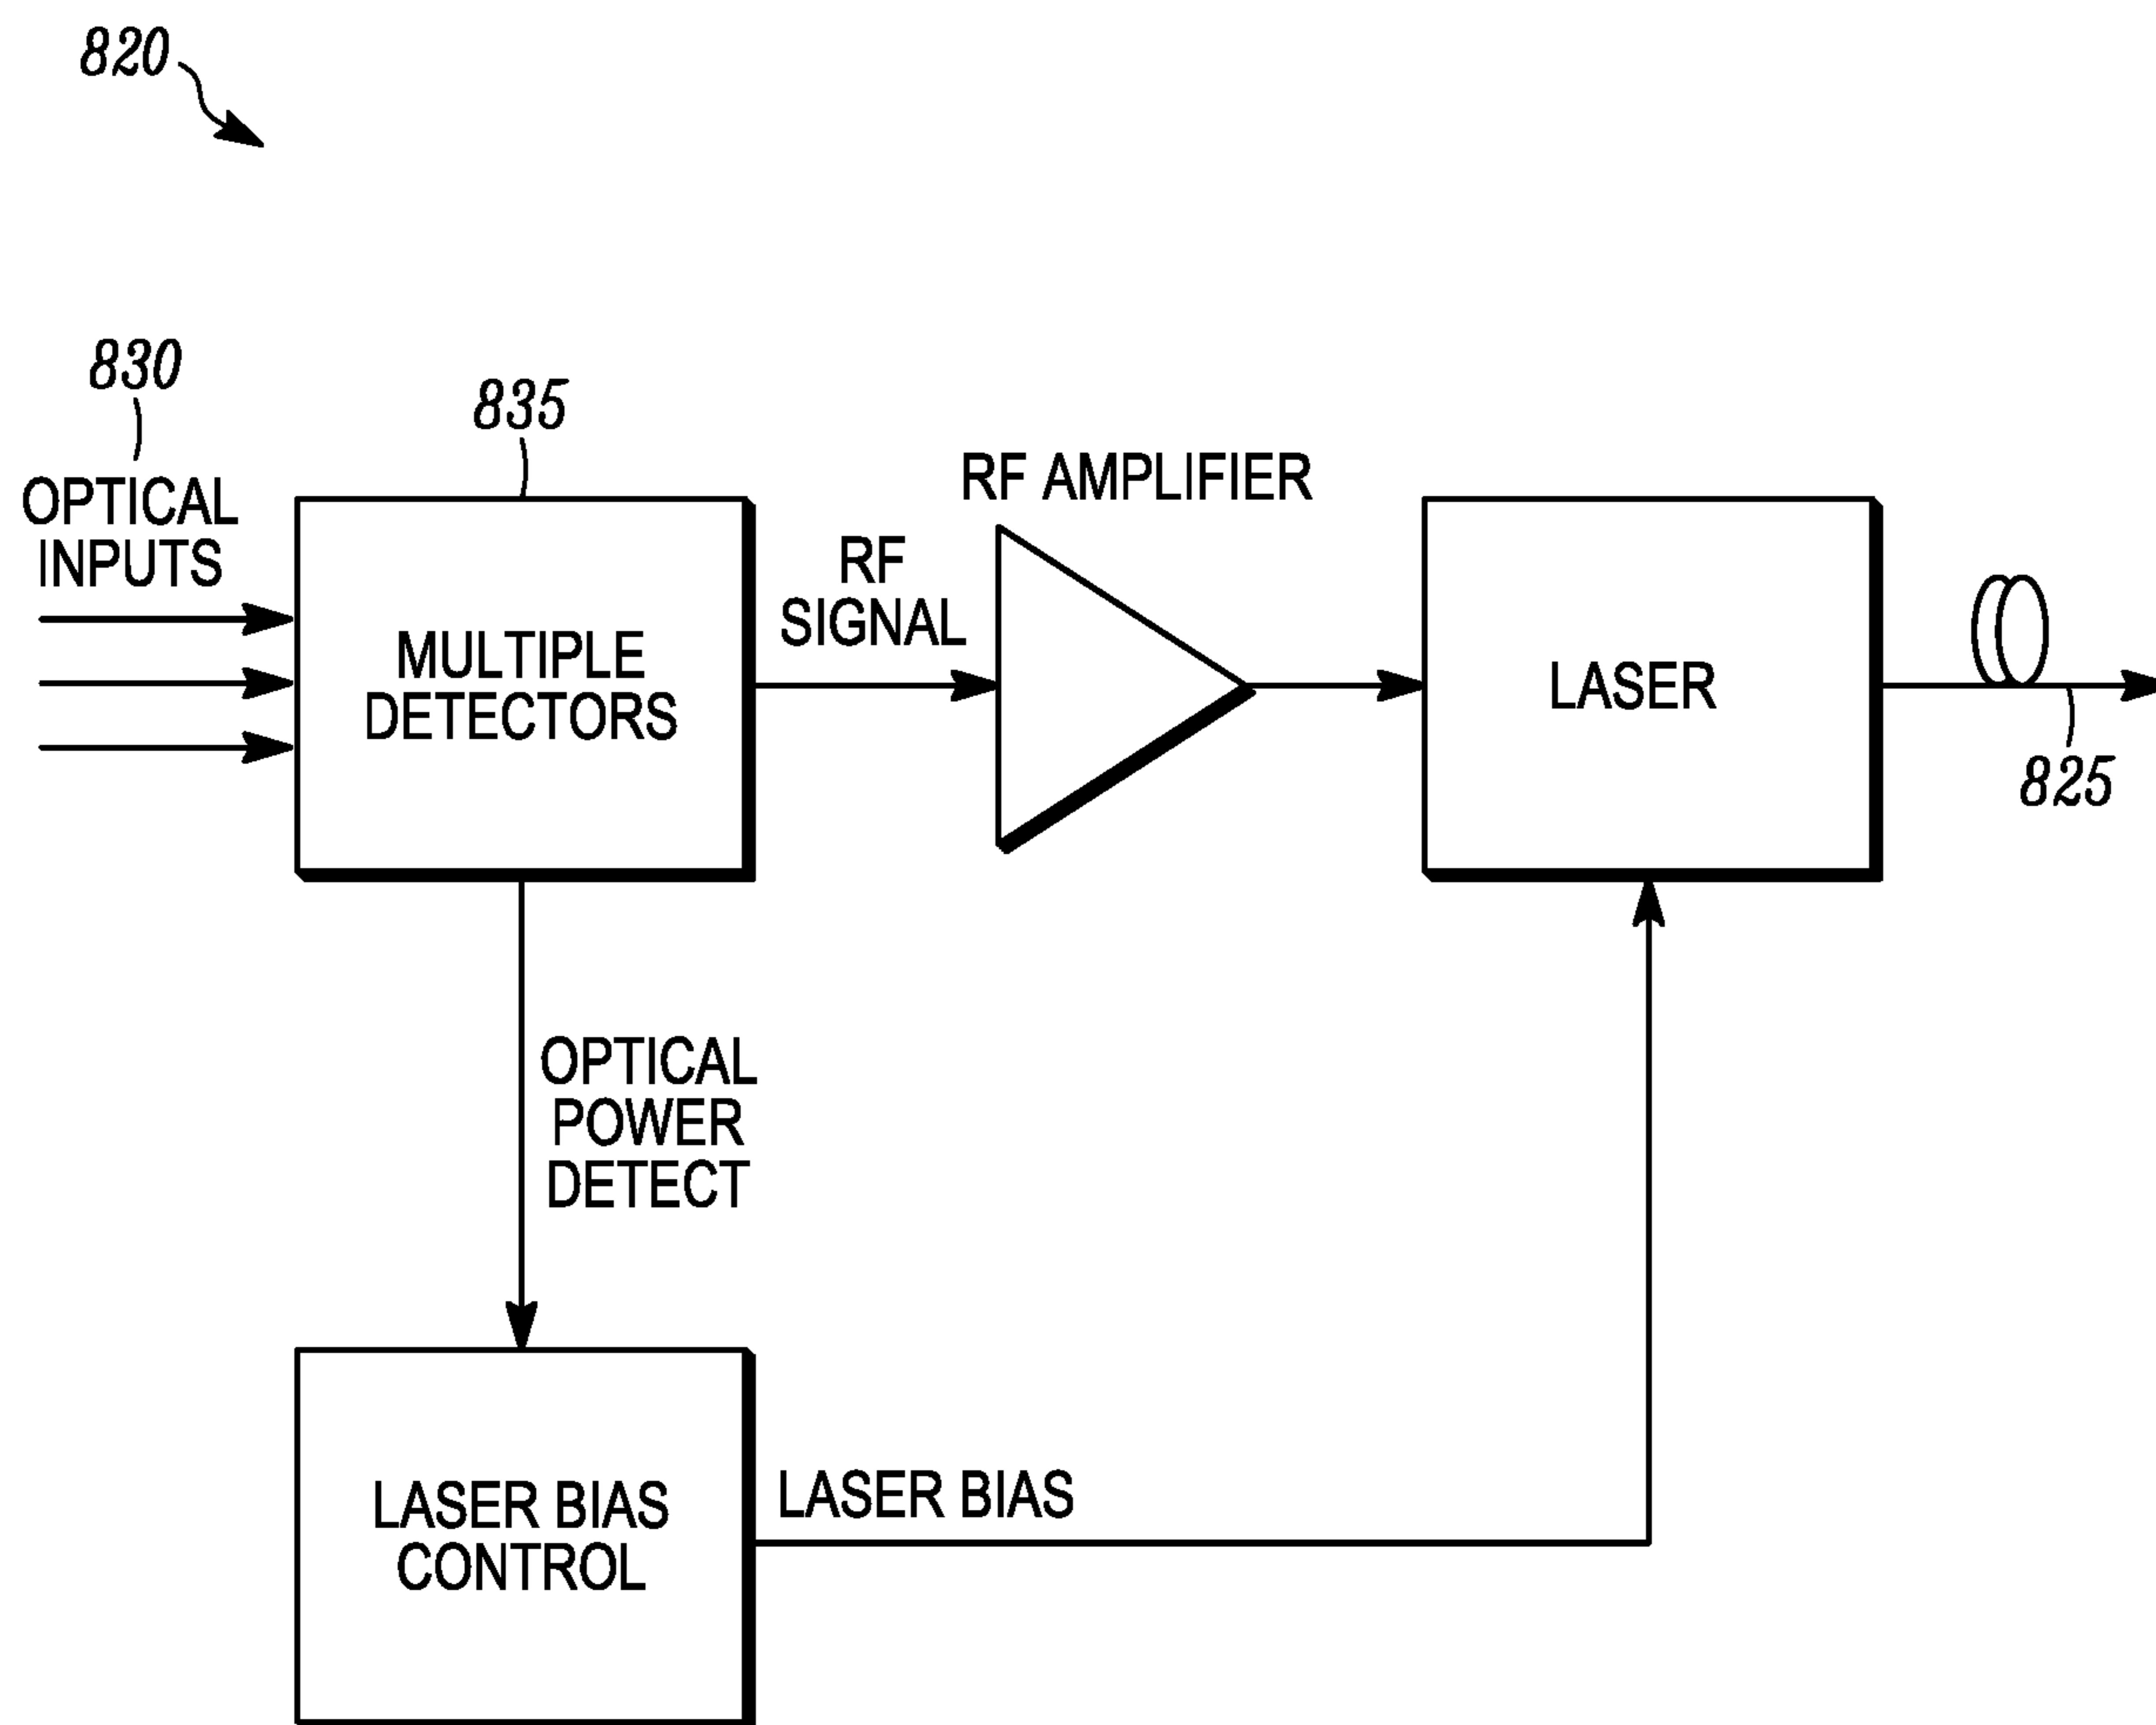 820
830
OPTICAL
INPUTS
835
MULTIPLE
DETECTORS
RF
SIGNAL
RF AMPLIFIER
LASER
825
OPTICAL
POWER
DETECT
LASER BIAS
CONTROL
LASER BIAS